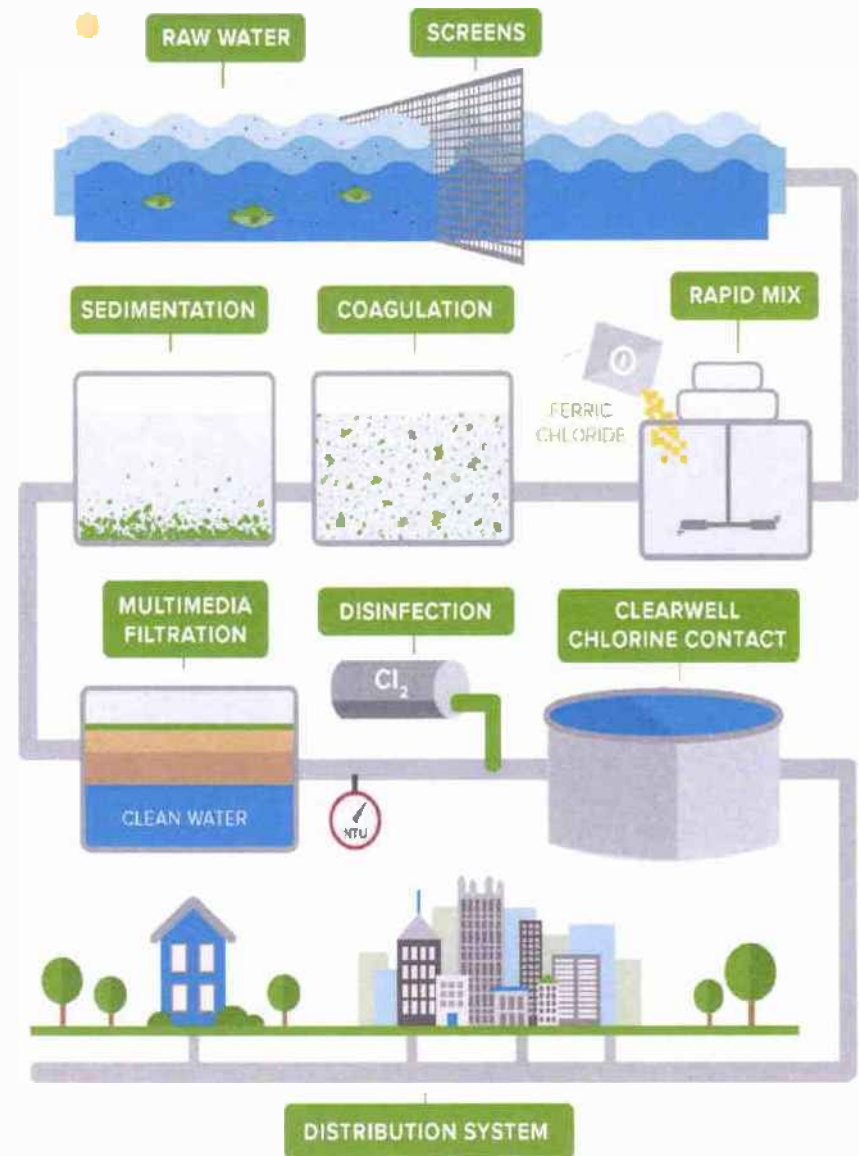 RAW WATER
SCREENS
SEDIMENTATION
COAGULATION
RAPID MIX
FERRIC
CHLORIDE
MULTIMEDIA
FILTRATION
DISINFECTION
CLEARWELL
CHLORINE CONTACT
Cl₂
CLEAN WATER
NTU
DISTRIBUTION SYSTEM